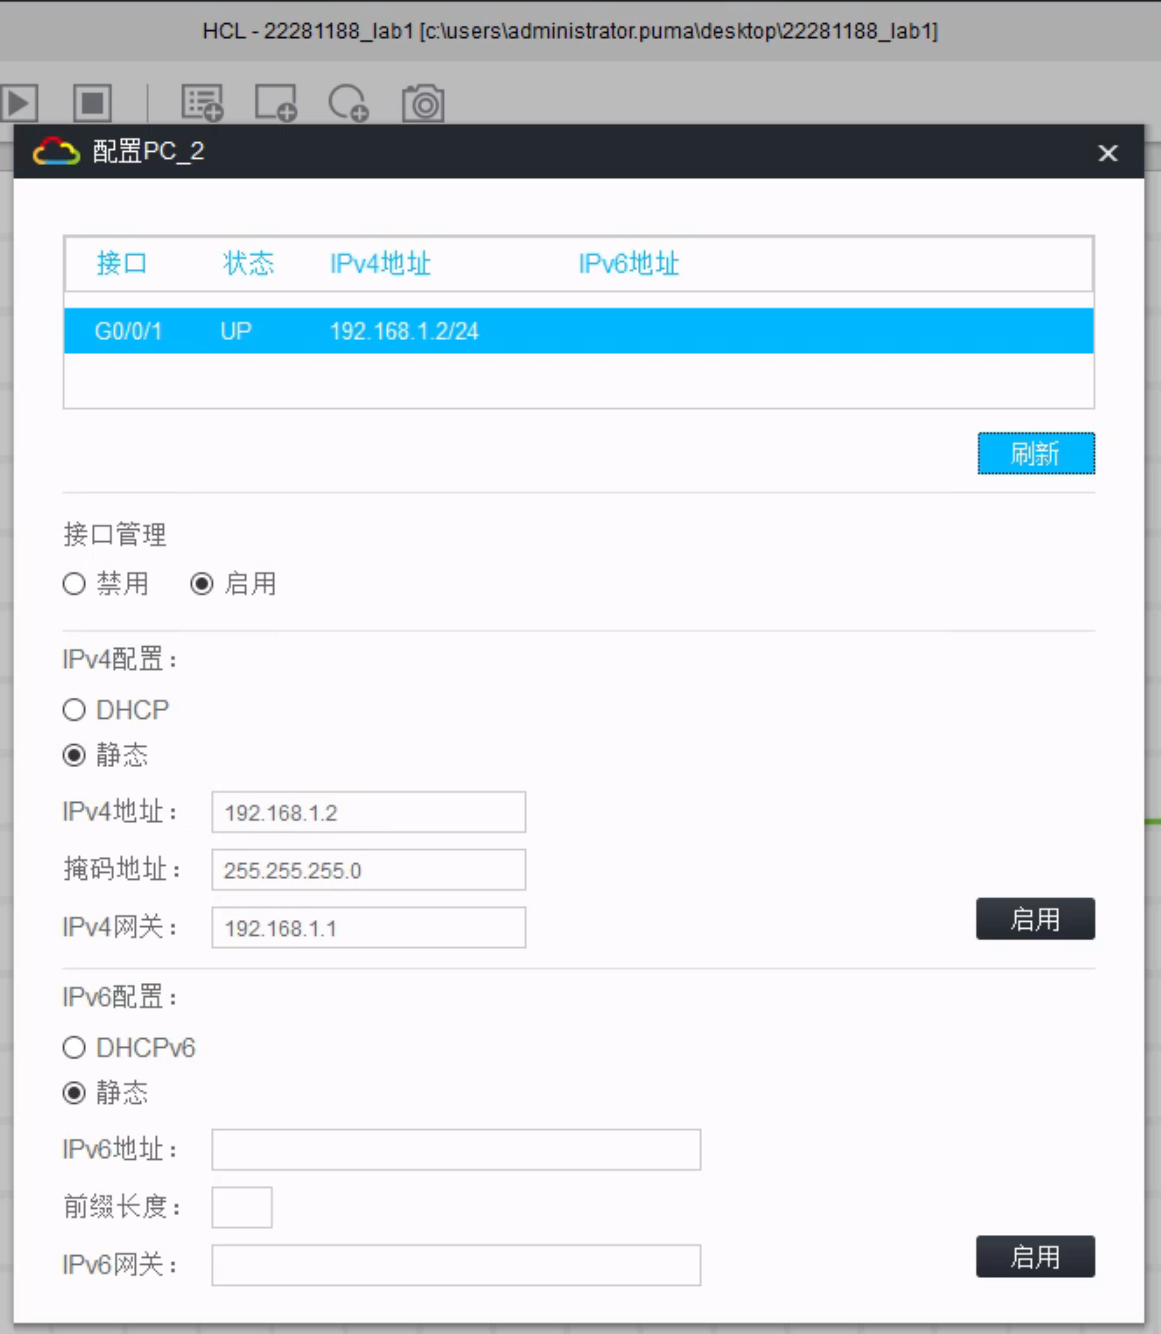 HCL - 22281188_lab1 [c:\users\administrator.puma\desktop\22281188_lab1]
配置PC_2
接口 状态 IPv4地址 IPv6地址
G0/0/1 UP 192.168.1.2/24
刷新
接口管理
禁用 启用
IPv4配置：
DHCP
静态
IPv4地址： 192.168.1.2
掩码地址： 255.255.255.0
IPv4网关： 192.168.1.1
启用
IPv6配置：
DHCPv6
静态
IPv6地址：
前缀长度：
IPv6网关：
启用